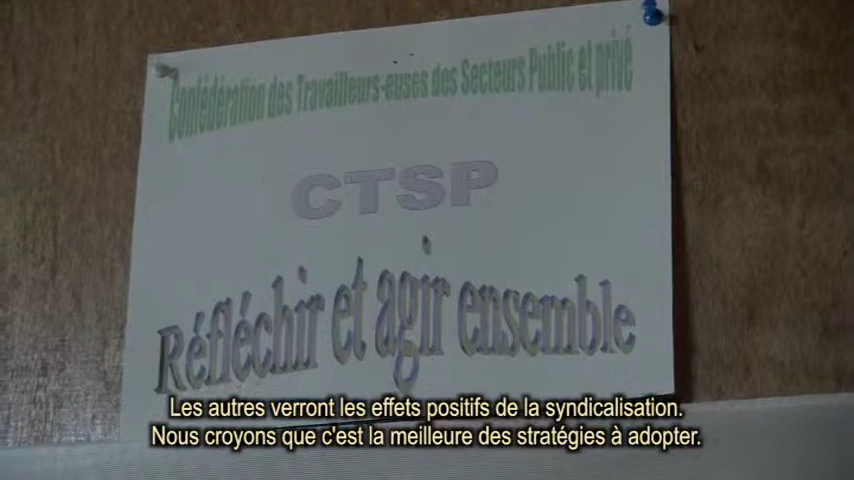 Confédération des Travailleurs-euses des Secteurs Public et privé
CTSP
Réfléchir et agir ensemble
Les autres verront les effets positifs de la syndicalisation.
Nous croyons que c'est la meilleure des stratégies à adopter.